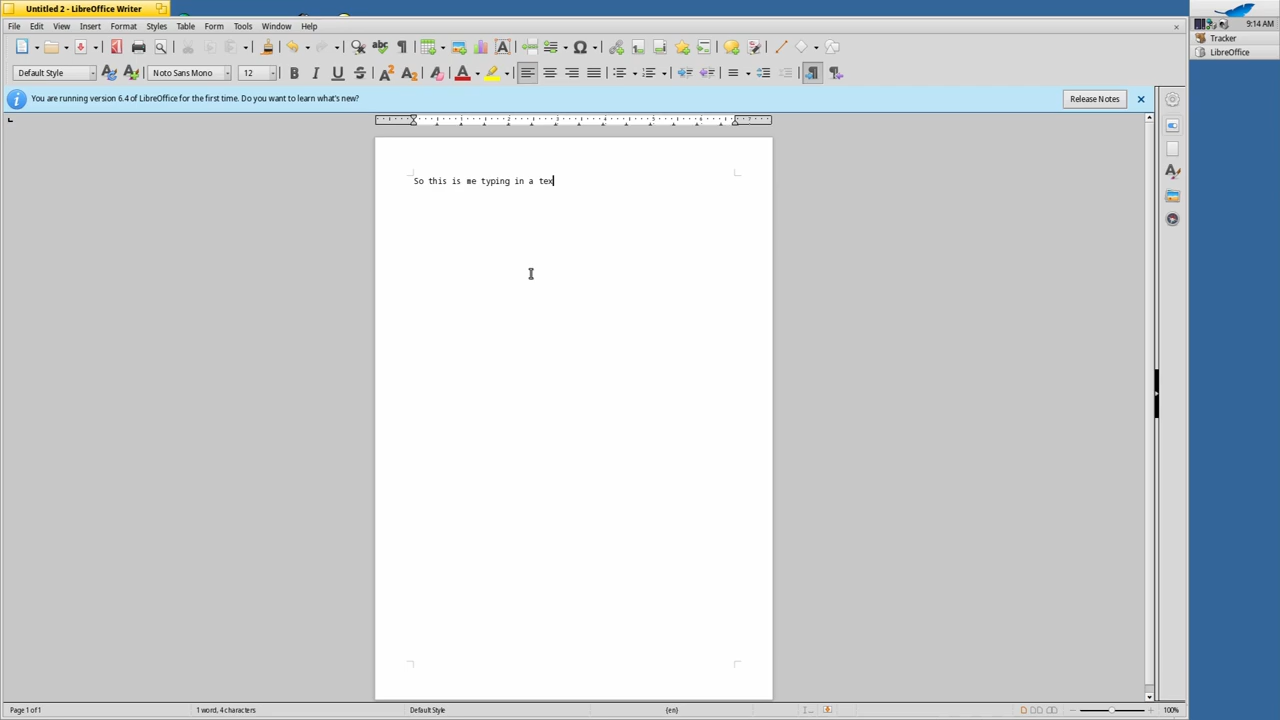 Untitled 2 - LibreOffice Writer
File Edit View Insert Format Styles Table Form Tools Window Help
9:14 AM
Tracker
LibreOffice
Default Style
Noto Sans Mono
12
You are running version 6.4 of LibreOffice for the first time. Do you want to learn what's new?
Release Notes
So this is me typing in a tex
Page 1 of 1
1 word, 4 characters
Default Style
(en)
100%